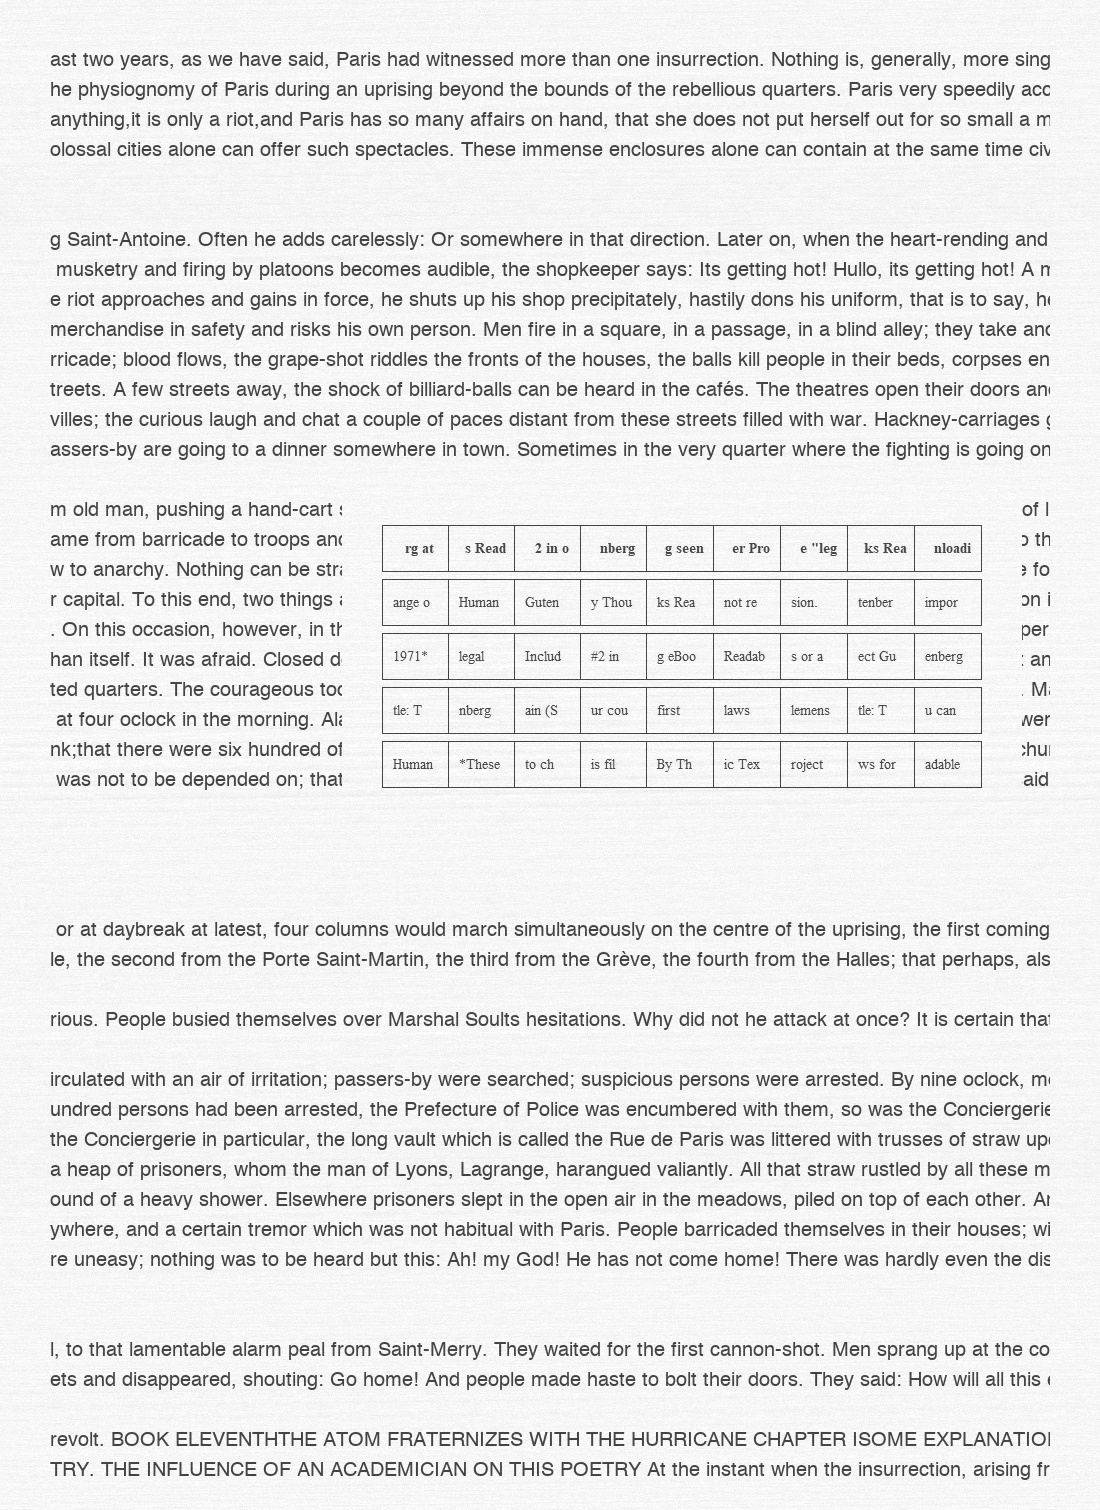 ast two years, as we have said, Paris had witnessed more than one insurrection. Nothing is, generally, more sing
he physiognomy of Paris during an uprising beyond the bounds of the rebellious quarters. Paris very speedily acc
anything,it is only a riot,and Paris has so many affairs on hand, that she does not put herself out for so small a m
olossal cities alone can offer such spectacles. These immense enclosures alone can contain at the same time civ
g Saint-Antoine. Often he adds carelessly: Or somewhere in that direction. Later on, when the heart-rending and
musketry and firing by platoons becomes audible, the shopkeeper says: Its getting hot! Hullo, its getting hot! A m
e riot approaches and gains in force, he shuts up his shop precipitately, hastily dons his uniform, that is to say, he
merchandise in safety and risks his own person. Men fire in a square, in a passage, in a blind alley; they take and
rricade; blood flows, the grape-shot riddles the fronts of the houses, the balls kill people in their beds, corpses en
treets. A few streets away, the shock of billiard-balls can be heard in the cafés. The theatres open their doors and
villes; the curious laugh and chat a couple of paces distant from these streets filled with war. Hackney-carriages g
assers-by are going to a dinner somewhere in town. Sometimes in the very quarter where the fighting is going on
m old man, pushing a hand-cart of l
ame from barricade to troops and o th
w to anarchy. Nothing can be stra e fo
r capital. To this end, two things on i
. On this occasion, however, in th per
han itself. It was afraid. Closed d an
ted quarters. The courageous too . Ma
at four oclock in the morning. Ala wer
nk;that there were six hundred of chur
was not to be depended on; that aid
rg at s Read 2 in o nberg g seen er Pro e "leg ks Rea nloadi
ange o Human Guten y Thou ks Rea not re sion. tenber impor
1971* legal Includ #2 in g eBoo Readab s or a ect Gu enberg
tle: T nberg ain (S ur cou first laws lemens tle: T u can
Human *These to ch is fil By Th ic Tex roject ws for adable
or at daybreak at latest, four columns would march simultaneously on the centre of the uprising, the first coming
le, the second from the Porte Saint-Martin, the third from the Grève, the fourth from the Halles; that perhaps, als
rious. People busied themselves over Marshal Soults hesitations. Why did not he attack at once? It is certain that
irculated with an air of irritation; passers-by were searched; suspicious persons were arrested. By nine oclock, mo
undred persons had been arrested, the Prefecture of Police was encumbered with them, so was the Conciergerie
the Conciergerie in particular, the long vault which is called the Rue de Paris was littered with trusses of straw upo
a heap of prisoners, whom the man of Lyons, Lagrange, harangued valiantly. All that straw rustled by all these m
ound of a heavy shower. Elsewhere prisoners slept in the open air in the meadows, piled on top of each other. An
ywhere, and a certain tremor which was not habitual with Paris. People barricaded themselves in their houses; wi
re uneasy; nothing was to be heard but this: Ah! my God! He has not come home! There was hardly even the dis
l, to that lamentable alarm peal from Saint-Merry. They waited for the first cannon-shot. Men sprang up at the co
ets and disappeared, shouting: Go home! And people made haste to bolt their doors. They said: How will all this
revolt. BOOK ELEVENTHTHE ATOM FRATERNIZES WITH THE HURRICANE CHAPTER ISOME EXPLANATION
TRY. THE INFLUENCE OF AN ACADEMICIAN ON THIS POETRY At the instant when the insurrection, arising fr